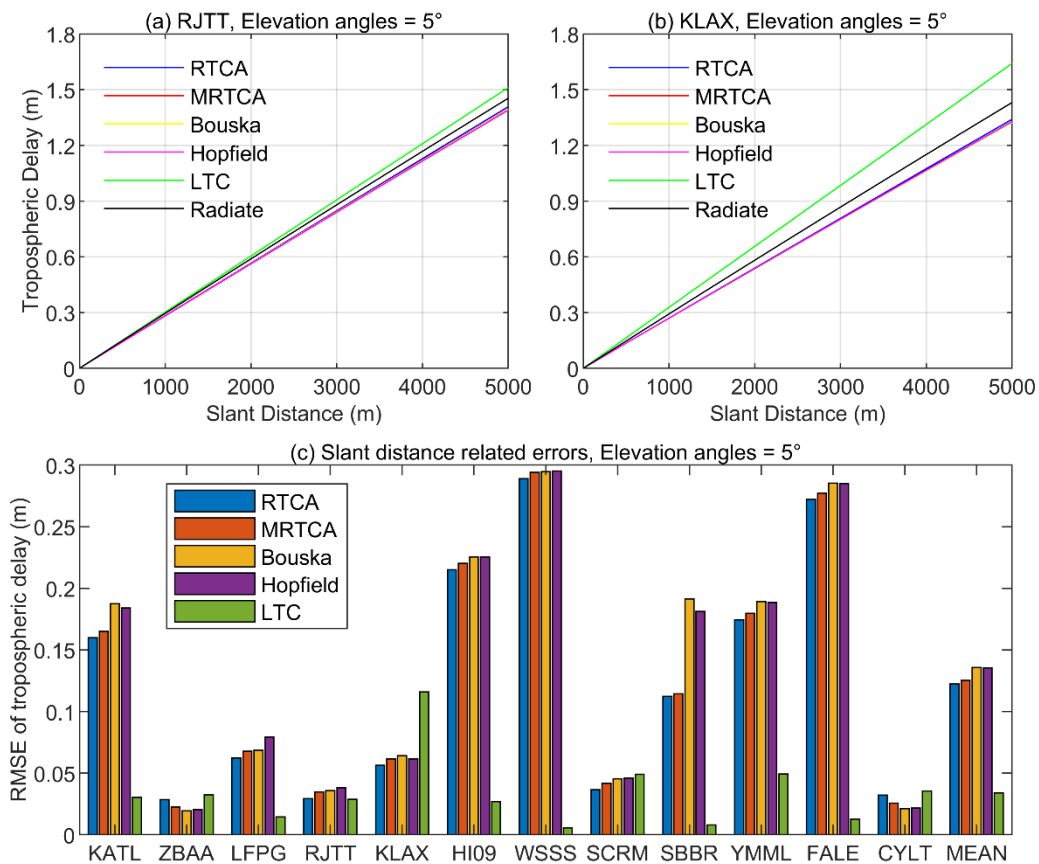 (a) RJTT, Elevation angles = 5°
1.8
1.5
1.2
0.9
0.6
0.3
0
Tropospheric Delay (m)
RTCA
MRTCA
Bouska
Hopfield
LTC
Radiate
0 1000 2000 3000 4000 5000
Slant Distance (m)
(b) KLAX, Elevation angles = 5°
1.8
1.5
1.2
0.9
0.6
0.3
0
RTCA
MRTCA
Bouska
Hopfield
LTC
Radiate
0 1000 2000 3000 4000 5000
Slant Distance (m)
(c) Slant distance related errors, Elevation angles = 5°
0.3
0.25
0.2
0.15
0.1
0.05
0
RMSE of tropospheric delay (m)
RTCA
MRTCA
Bouska
Hopfield
LTC
KATL ZBAA LFPG RJTT KLAX HI09 WSSS SCRM SBBR YMML FALE CYLT MEAN